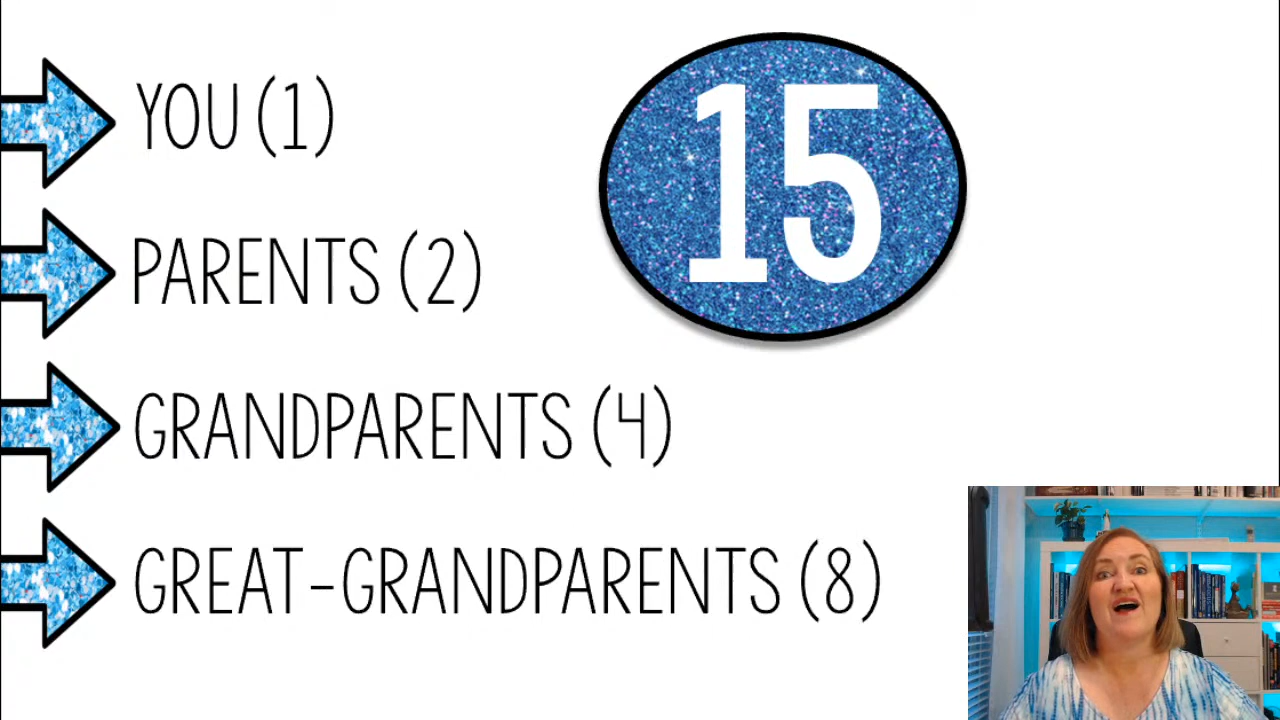 YOU (1)
15
PARENTS (2)
GRANDPARENTS (4)
GREAT-GRANDPARENTS (8)